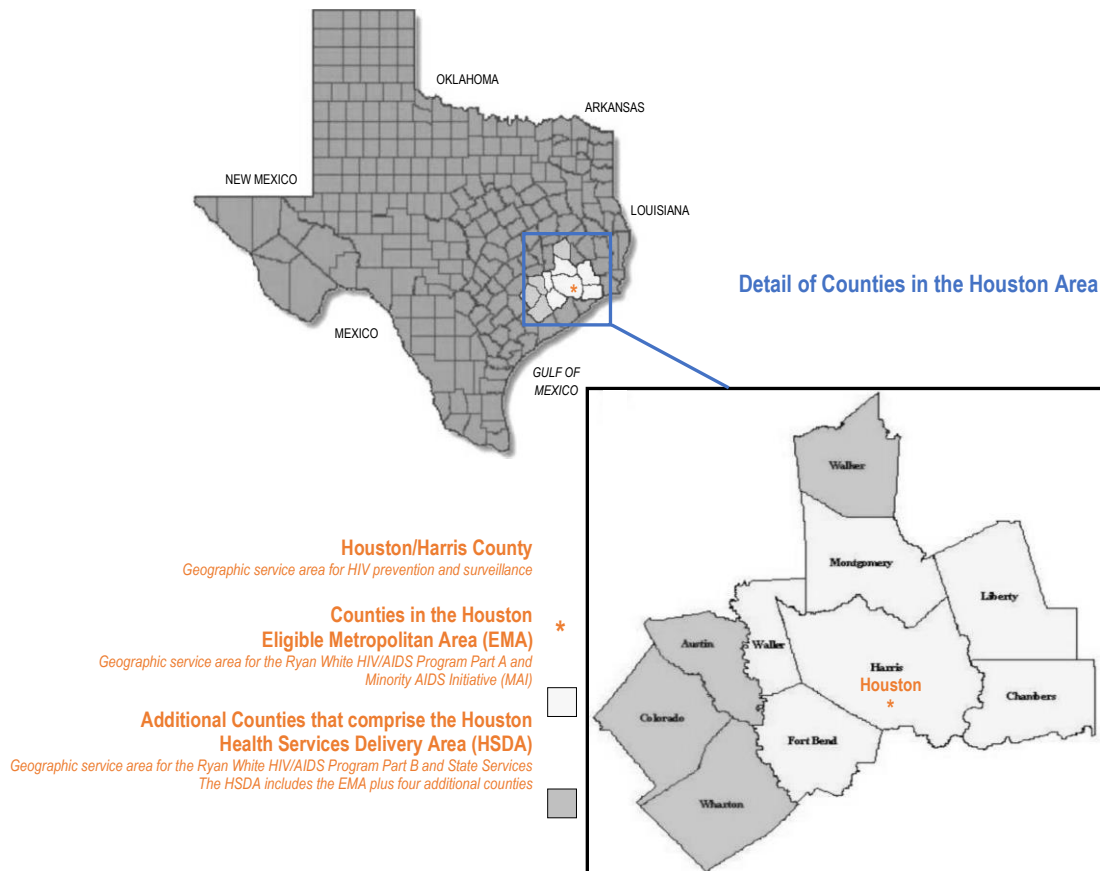 OKLAHOMA
ARKANSAS
NEW MEXICO
LOUISIANA
MEXICO
GULF OF
MEXICO
Detail of Counties in the Houston Area
Walker
Montgomery
Liberty
Austin
Waller
Harris
Houston
*
Chambers
Colorado
Fort Bend
Wharton
Houston/Harris County
Geographic service area for HIV prevention and surveillance
Counties in the Houston
Eligible Metropolitan Area (EMA)
*
Geographic service area for the Ryan White HIV/AIDS Program Part A and
Minority AIDS Initiative (MAI)
Additional Counties that comprise the Houston
Health Services Delivery Area (HSDA)
Geographic service area for the Ryan White HIV/AIDS Program Part B and State Services
The HSDA includes the EMA plus four additional counties